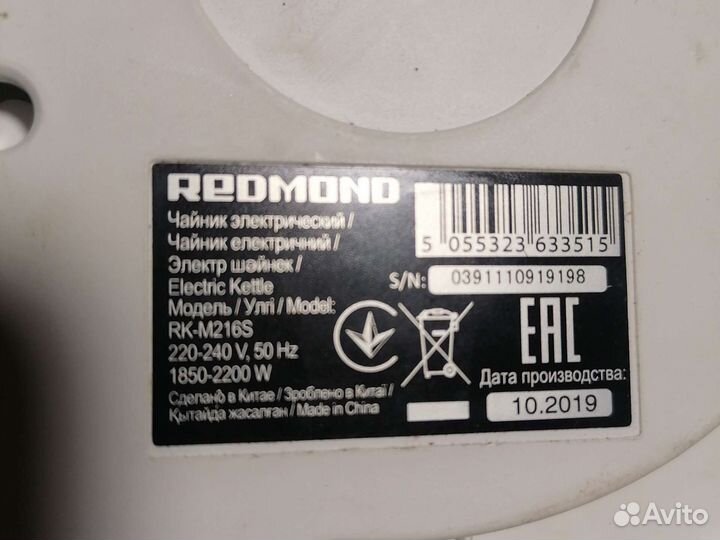 REDMOND
Чайник электрический /
Чайник електричний /
Электр шәйнек /
Electric Kettle
Модель / Үлгі / Model:
RK-M216S
220-240 V, 50 Hz
1850-2200 W
Сделано в Китае / Зроблено в Китаї /
Қытайда жасалған / Made in China
5 055323 633515
S/N: 0391110919198
EAC
Дата производства:
10.2019
Avito